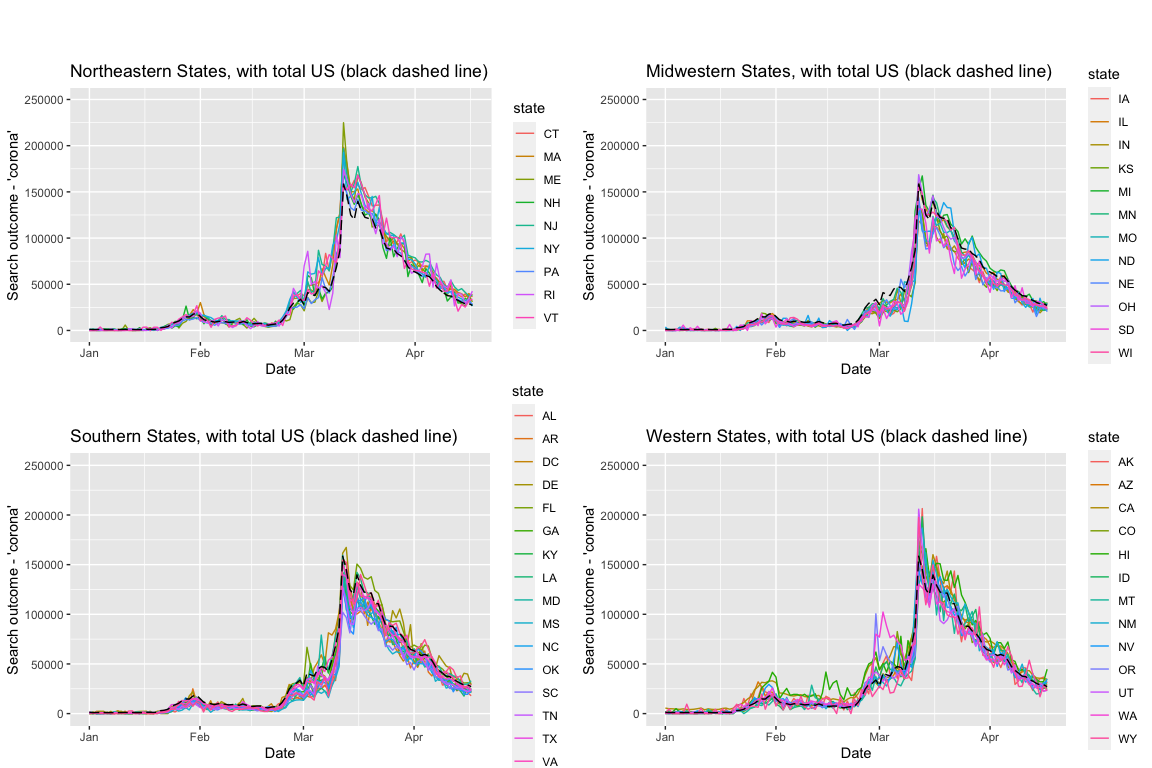 Northeastern States, with total US (black dashed line)
Search outcome - 'corona'
250000
200000
150000
100000
50000
0
Jan
Feb
Mar
Apr
Date
state
CT
MA
ME
NH
NJ
NY
PA
RI
VT
Midwestern States, with total US (black dashed line)
Search outcome - 'corona'
250000
200000
150000
100000
50000
0
Jan
Feb
Mar
Apr
Date
state
IA
IL
IN
KS
MI
MN
MO
ND
NE
OH
SD
WI
Southern States, with total US (black dashed line)
Search outcome - 'corona'
250000
200000
150000
100000
50000
0
Jan
Feb
Mar
Apr
Date
state
AL
AR
DC
DE
FL
GA
KY
LA
MD
MS
NC
OK
SC
TN
TX
VA
Western States, with total US (black dashed line)
Search outcome - 'corona'
250000
200000
150000
100000
50000
0
Jan
Feb
Mar
Apr
Date
state
AK
AZ
CA
CO
HI
ID
MT
NM
NV
OR
UT
WA
WY